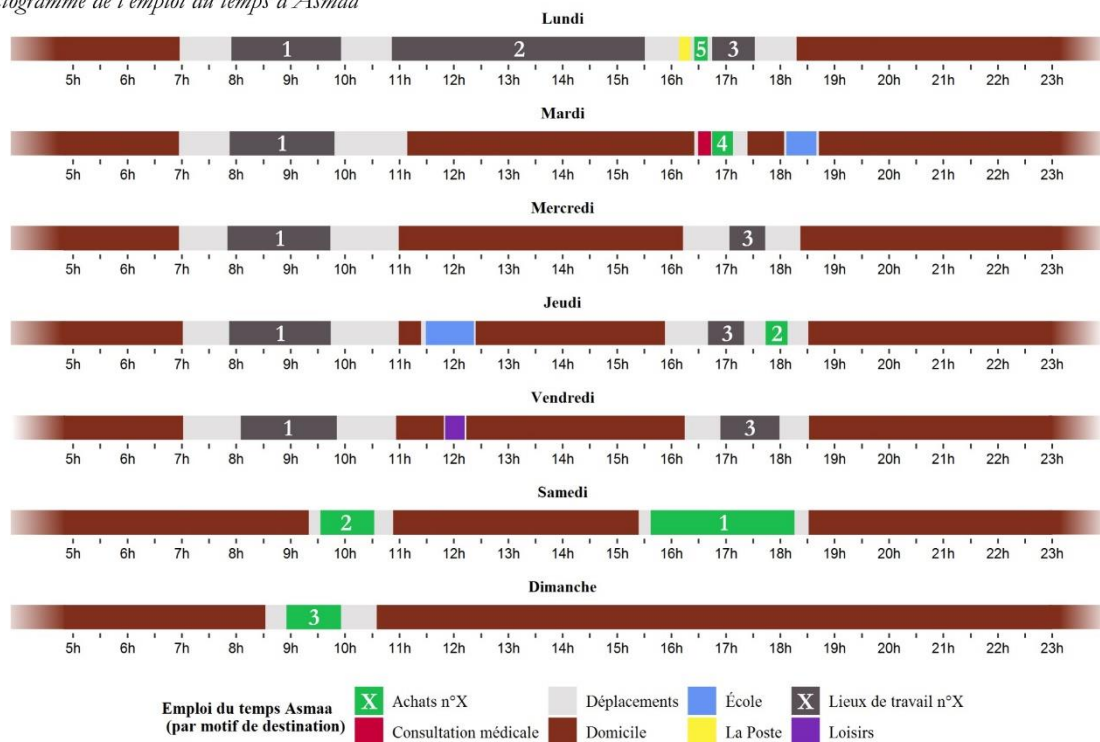 de l'emploi du temps d'Asmaa
Lundi
1 2 5 3
5h 6h 7h 8h 9h 10h 11h 12h 13h 14h 15h 16h 17h 18h 19h 20h 21h 22h 23h
Mardi
1 4
5h 6h 7h 8h 9h 10h 11h 12h 13h 14h 15h 16h 17h 18h 19h 20h 21h 22h 23h
Mercredi
1 3
5h 6h 7h 8h 9h 10h 11h 12h 13h 14h 15h 16h 17h 18h 19h 20h 21h 22h 23h
Jeudi
1 3 2
5h 6h 7h 8h 9h 10h 11h 12h 13h 14h 15h 16h 17h 18h 19h 20h 21h 22h 23h
Vendredi
1 3
5h 6h 7h 8h 9h 10h 11h 12h 13h 14h 15h 16h 17h 18h 19h 20h 21h 22h 23h
Samedi
2 1
5h 6h 7h 8h 9h 10h 11h 12h 13h 14h 15h 16h 17h 18h 19h 20h 21h 22h 23h
Dimanche
3
5h 6h 7h 8h 9h 10h 11h 12h 13h 14h 15h 16h 17h 18h 19h 20h 21h 22h 23h
Emploi du temps Asmaa
(par motif de destination)
X Achats n°X
Consultation médicale
Déplacements
Domicile
École
La Poste
X Lieux de travail n°X
Loisirs